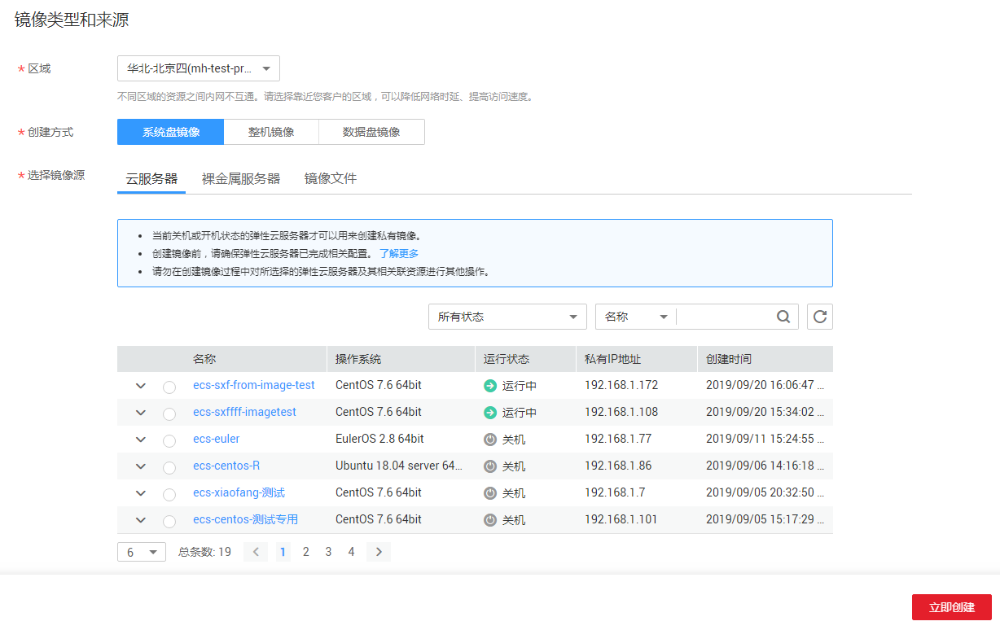 镜像类型和来源
* 区域 华北-北京四(mh-test-pr...
不同区域的资源之间内网不互通。请选择靠近您客户的区域，可以降低网络时延、提高访问速度。
* 创建方式 系统盘镜像 整机镜像 数据盘镜像
* 选择镜像源 云服务器 裸金属服务器 镜像文件
• 当前关机或开机状态的弹性云服务器才可以用来创建私有镜像。
• 创建镜像前，请确保弹性云服务器已完成相关配置。 了解更多
• 请勿在创建镜像过程中对所选择的弹性云服务器及其相关联资源进行其他操作。
所有状态 名称
名称 操作系统 运行状态 私有IP地址 创建时间
ecs-sxf-from-image-test CentOS 7.6 64bit 运行中 192.168.1.172 2019/09/20 16:06:47 ...
ecs-sxffff-imagetest CentOS 7.6 64bit 运行中 192.168.1.108 2019/09/20 15:34:02 ...
ecs-euler EulerOS 2.8 64bit 关机 192.168.1.77 2019/09/11 15:24:55 ...
ecs-centos-R Ubuntu 18.04 server 64... 关机 192.168.1.86 2019/09/06 14:16:18 ...
ecs-xiaofang-测试 CentOS 7.6 64bit 关机 192.168.1.7 2019/09/05 20:32:50 ...
ecs-centos-测试专用 CentOS 7.6 64bit 关机 192.168.1.101 2019/09/05 15:17:29 ...
6 总条数: 19 < 1 2 3 4 >
立即创建